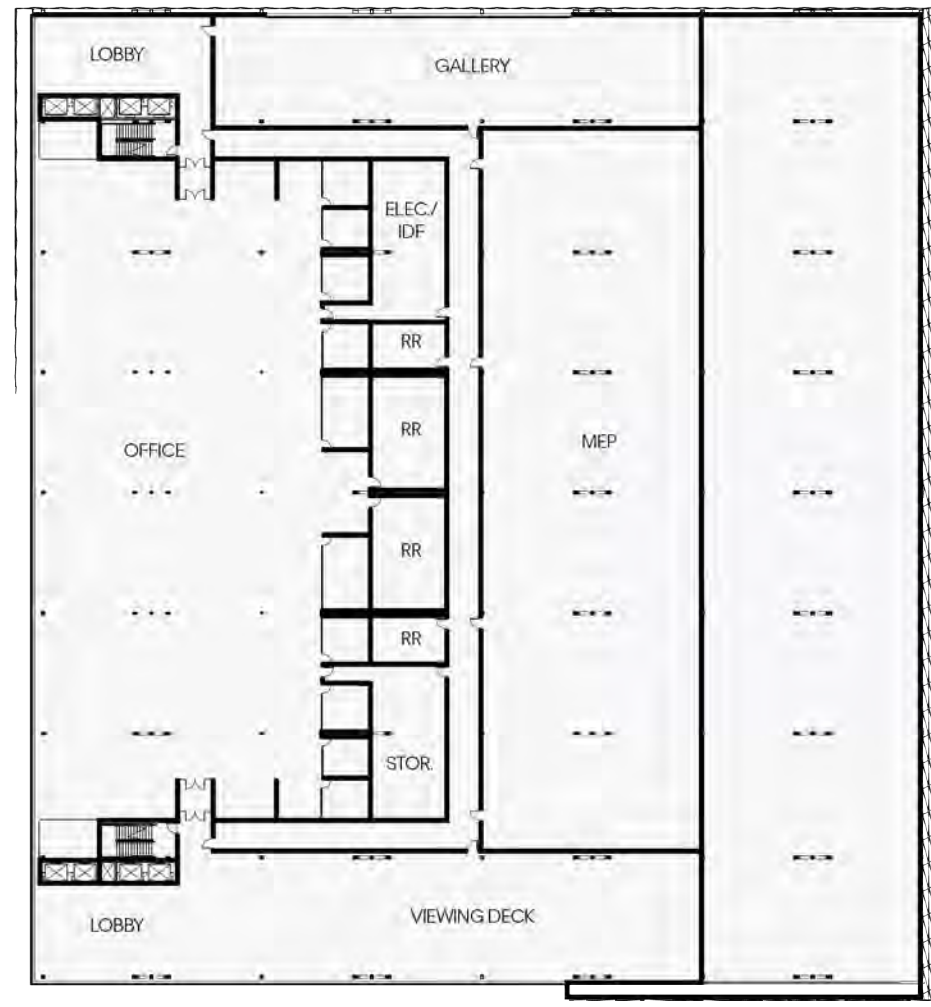 LOBBY
GALLERY
ELEC./
IDF
RR
RR
OFFICE
MEP
RR
RR
STOR.
LOBBY
VIEWING DECK